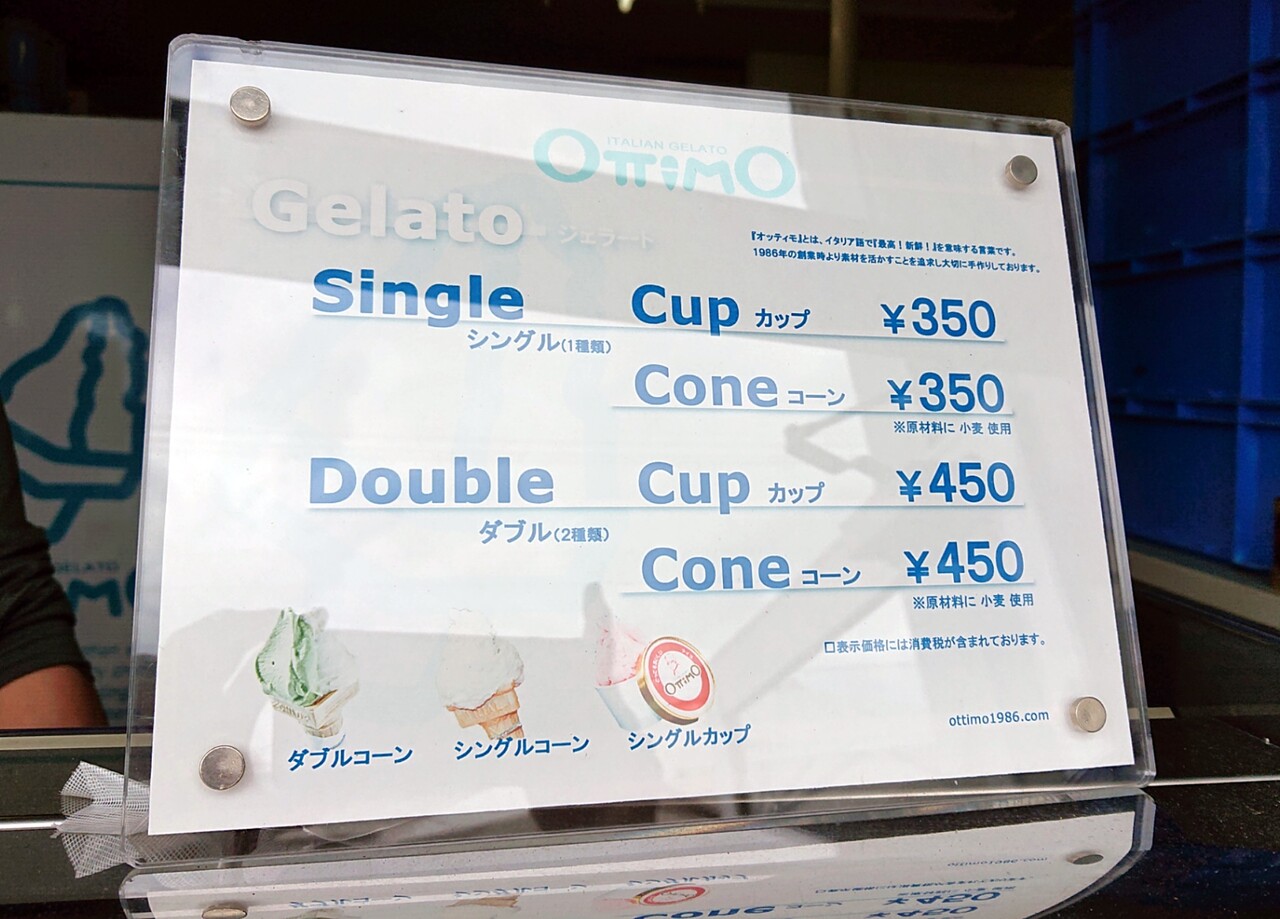 ITALIAN GELATO
OTTIMO
Gelato ジェラート
『オッティモ』とは、イタリア語で『最高!新鮮!』を意味する言葉です。
1986年の創業時より素材を活かすことを追求し大切に手作りしております。
Single Cup カップ ¥350
シングル(1種類)
Cone コーン ¥350
※原材料に 小麦 使用
Double Cup カップ ¥450
ダブル(2種類)
Cone コーン ¥450
※原材料に 小麦 使用
□表示価格には消費税が含まれております。
OTTIMO
ダブルコーン シングルコーン シングルカップ
ottimo1986.com
GELATO